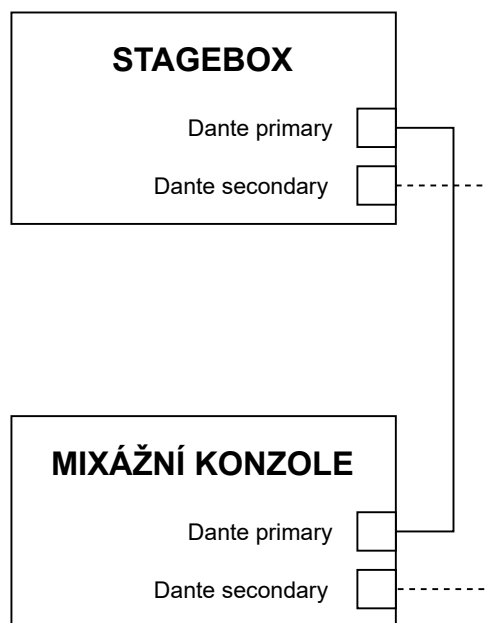 STAGEBOX
Dante primary
Dante secondary
MIXÁŽNÍ KONZOLE
Dante primary
Dante secondary